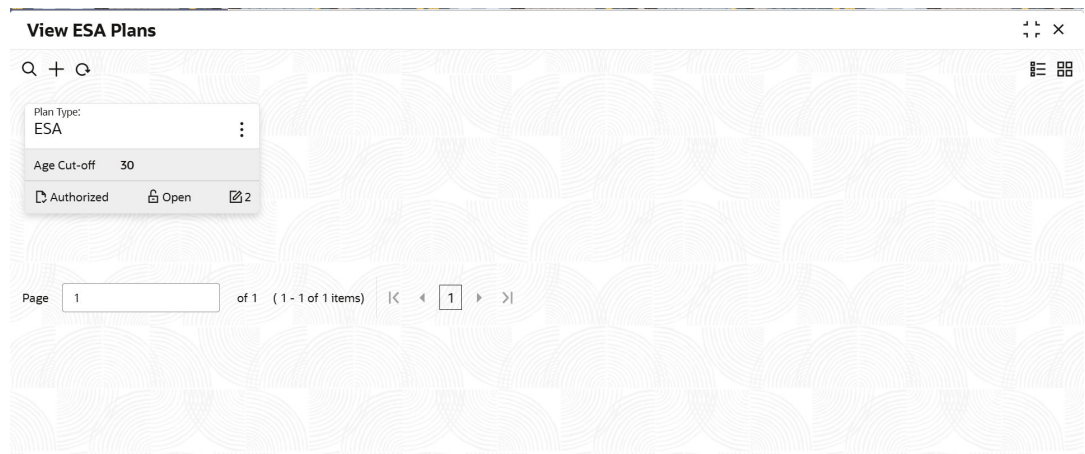 View ESA Plans
Plan Type:
ESA
Age Cut-off 30
Authorized Open 2
Page 1 of 1 ( 1 - 1 of 1 items) 1